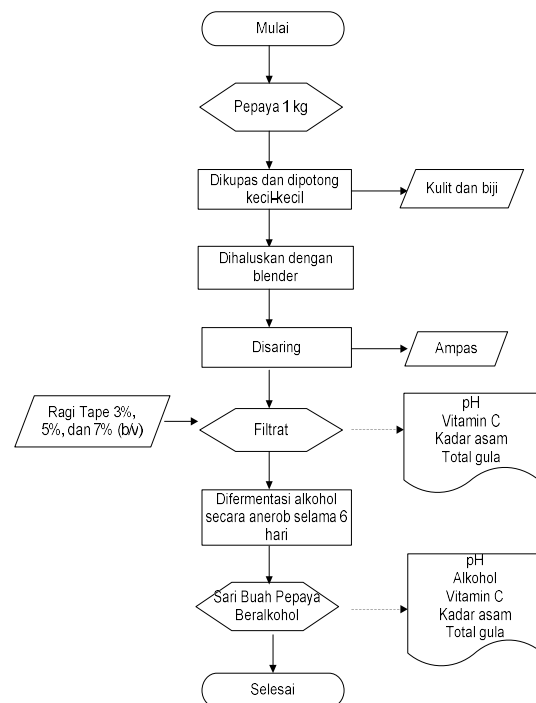 Mulai
Pepaya 1 kg
Dikupas dan dipotong
kecil-kecil
Kulit dan biji
Dihaluskan dengan
blender
Disaring
Ampas
Ragi Tape 3%,
5%, dan 7% (b/v)
Filtrat
pH
Vitamin C
Kadar asam
Total gula
Difermentasi alkohol
secara anerob selama 6
hari
Sari Buah Pepaya
Beralkohol
pH
Alkohol
Vitamin C
Kadar asam
Total gula
Selesai